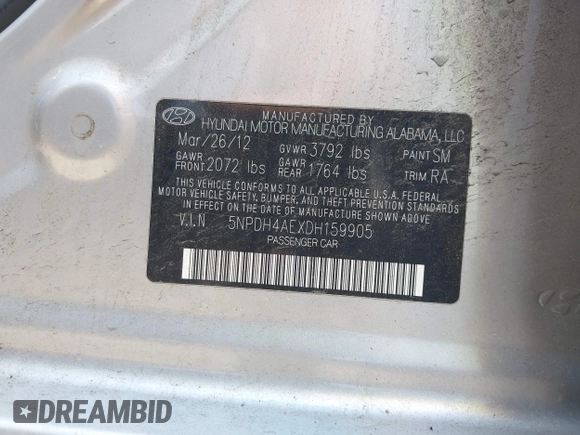 MANUFACTURED BY
HYUNDAI MOTOR MANUFACTURING ALABAMA, LLC
Mar/26/12 GVWR 3792 lbs PAINT SM
GAWR FRONT 2072 lbs GAWR REAR 1764 lbs TRIM RA
THIS VEHICLE CONFORMS TO ALL APPLICABLE U.S.A. FEDERAL
MOTOR VEHICLE SAFETY, BUMPER, AND THEFT PREVENTION STANDARDS
IN EFFECT ON THE DATE OF MANUFACTURE SHOWN ABOVE.
V.I.N 5NPDH4AEXDH159905
PASSENGER CAR
DREAMBID